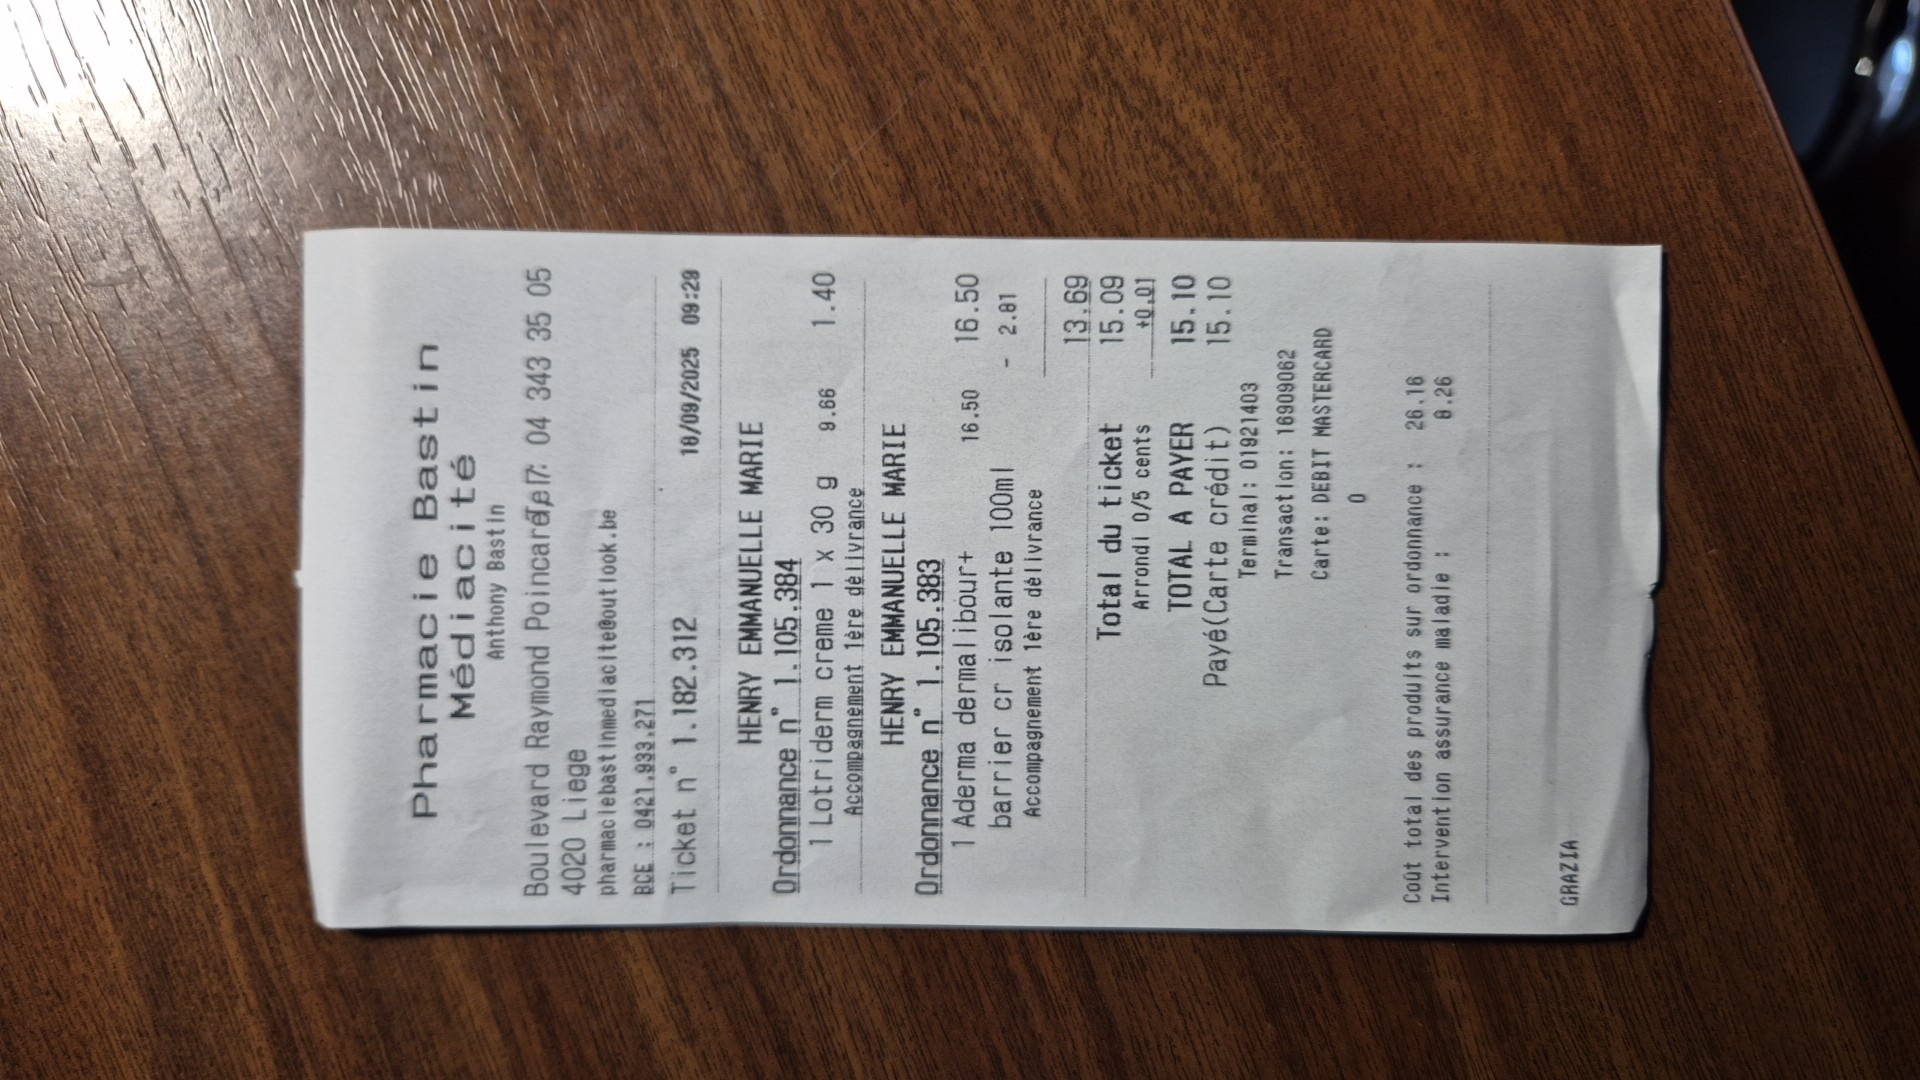 Pharmacie Bastin
Médiacité
Anthony Bastin
Boulevard Raymond Poincaré,7 Tel: 04 343 35 05
4020 Liege
pharmaciebastinmediacite@outlook.be
BCE : 0421.933.271
Ticket n° 1.182.312 18/09/2025 09:29
HENRY EMMANUELLE MARIE
Ordonnance n° 1.105.384
1 Lotriderm creme 1 x 30 g 9.66 1.40
Accompagnement 1ère délivrance
HENRY EMMANUELLE MARIE
Ordonnance n° 1.105.383
1 Aderma dermalibour+ 16.50 16.50
barrier cr isolante 100ml - 2.81
Accompagnement 1ère délivrance
13.69
Total du ticket 15.09
Arrondi 0/5 cents +0.01
TOTAL A PAYER 15.10
Payé(Carte crédit) 15.10
Terminal: 01921403
Transaction: 16909062
Carte: DEBIT MASTERCARD
0
Coût total des produits sur ordonnance : 26.16
Intervention assurance maladie : 8.26
GRAZIA